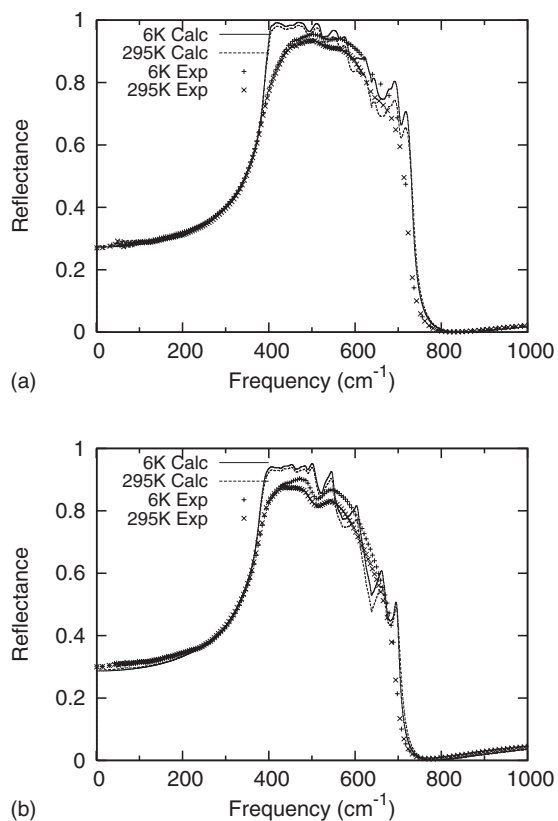 1
0.8
0.6
0.4
0.2
0
Reflectance
6K Calc
295K Calc
6K Exp
295K Exp
0 200 400 600 800 1000
(a) Frequency (cm-1)
1
0.8
0.6
0.4
0.2
0
Reflectance
6K Calc
295K Calc
6K Exp
295K Exp
0 200 400 600 800 1000
(b) Frequency (cm-1)